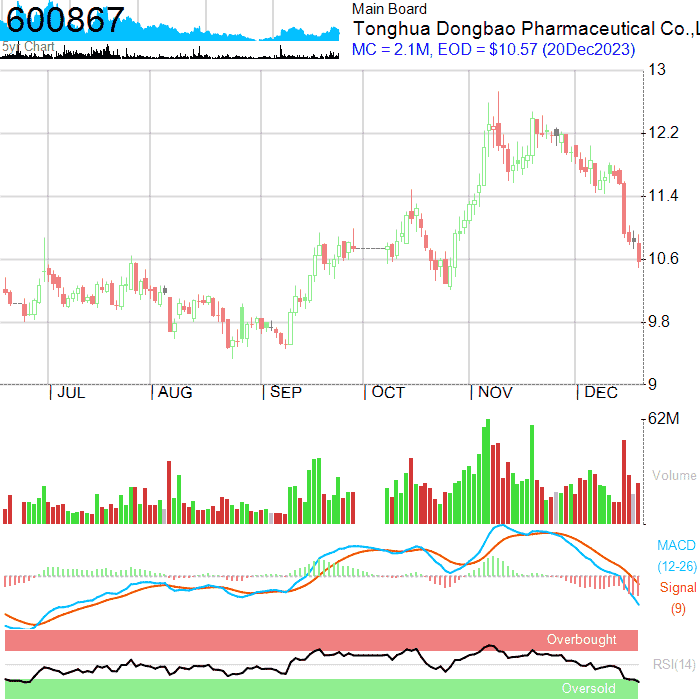 600867
5yr Chart
Main Board
Tonghua Dongbao Pharmaceutical Co.,L
MC = 2.1M, EOD = $10.57 (20Dec2023)
13
12.2
11.4
10.6
9.8
9
JUL AUG SEP OCT NOV DEC
62M
Volume
MACD
(12-26)
Signal
(9)
Overbought
RSI(14)
Oversold